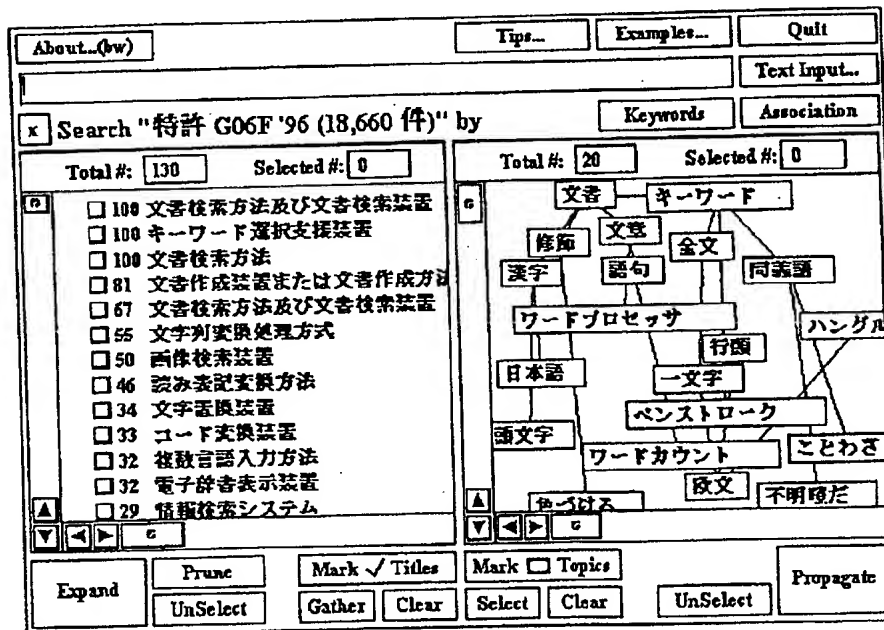 About...(bw)
Tips...
Examples...
Quit
Text Input...
x Search "特許 G06F '96 (18,660 件)" by
Keywords
Association
Total #: 130
Selected #: 0
100 文書検索方法及び文書検索装置
100 キーワード選択支援装置
100 文書検索方法
81 文書作成装置または文書作成方法
67 文書検索方法及び文書検索装置
55 文字列変換処理方式
50 画像検索装置
46 読み表記変換方法
34 文字置換装置
33 コード変換装置
32 複数言語入力方法
32 電子辞書表示装置
29 情報検索システム
Total #: 20
Selected #: 0
文書
キーワード
修飾
文章
全文
漢字
語句
同義語
ワードプロセッサ
ハングル
行頭
日本語
一文字
ペンストローク
頭文字
ワードカウント
ことわざ
欧文
不明瞭だ
色づける
Expand
Prune
UnSelect
Mark ✓ Titles
Gather
Clear
Mark □ Topics
Select
Clear
UnSelect
Propagate